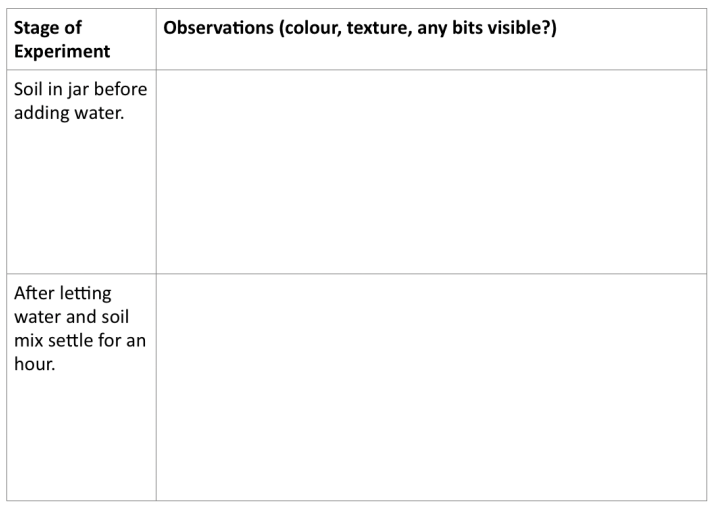 Stage of
Experiment
Observations (colour, texture, any bits visible?)
Soil in jar before
adding water.
After letting
water and soil
mix settle for an
hour.